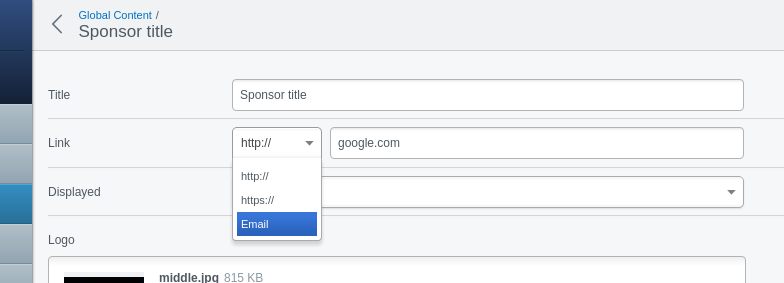 Global Content /
Sponsor title
Title Sponsor title
Link http:// google.com
http://
https://
Displayed
Email
Logo
middle.jpg 815 KB